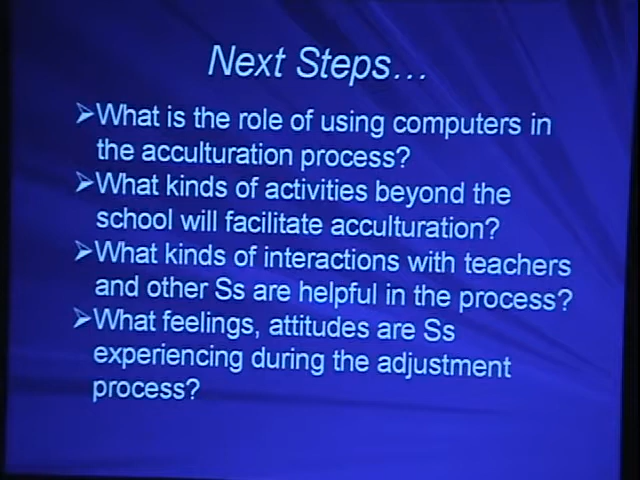 Next Steps…
➢What is the role of using computers in
the acculturation process?
➢What kinds of activities beyond the
school will facilitate acculturation?
➢What kinds of interactions with teachers
and other Ss are helpful in the process?
➢What feelings, attitudes are Ss
experiencing during the adjustment
process?